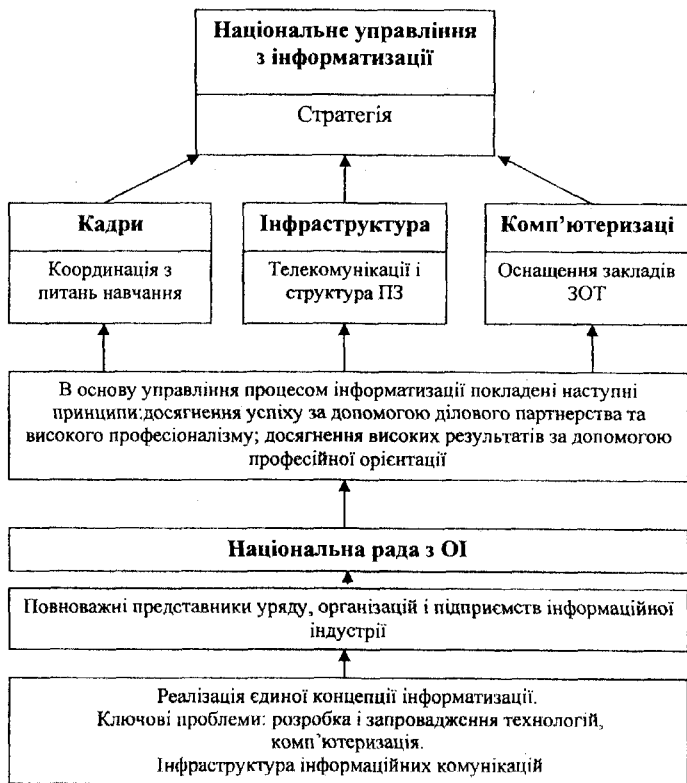 Національне управління
з інформатизації
Стратегія
Кадри
Координація з
питань навчання
Інфраструктура
Телекомунікації і
структура ПЗ
Комп’ютеризаці
Оснащення закладів
ЗОТ
В основу управління процесом інформатизації покладені наступні
принципи:досягнення успіху за допомогою ділового партнерства та
високого професіоналізму; досягнення високих результатів за допомогою
професійної орієнтації
Національна рада з ОІ
Повноважні представники уряду, організацій і підприємств інформаційної
індустрії
Реалізація єдиної концепції інформатизації.
Ключові проблеми: розробка і запровадження технологій,
комп’ютеризація.
Інфраструктура інформаційних комунікацій